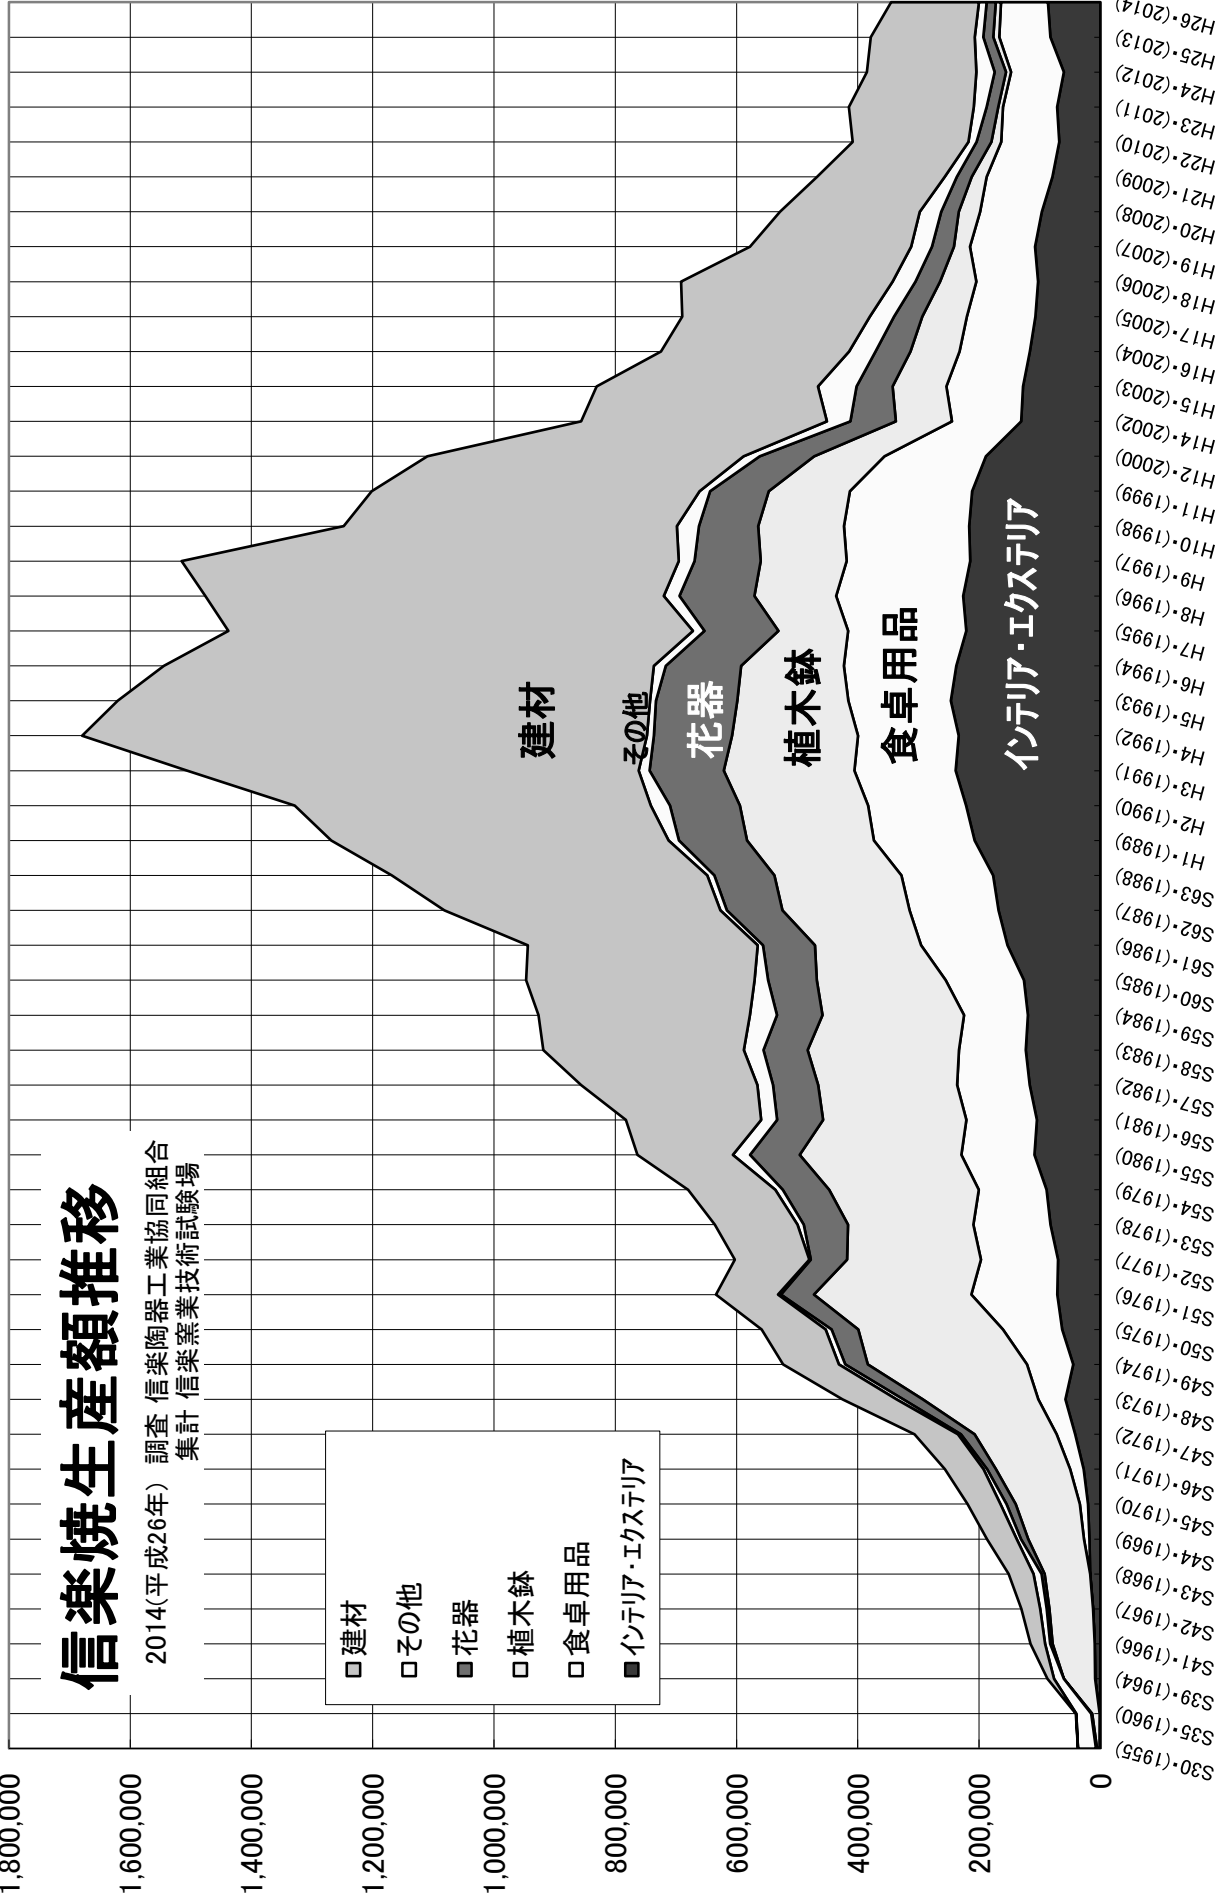 信楽焼生産額推移
2014(平成26年) 調査 信楽陶器工業協同組合
集計 信楽窯業技術試験場
建材
その他
花器
植木鉢
食卓用品
インテリア・エクステリア
建材
その他
花器
植木鉢
食卓用品
インテリア・エクステリア
1,800,000
1,600,000
1,400,000
1,200,000
1,000,000
800,000
600,000
400,000
200,000
0
S30・(1955)
S35・(1960)
S39・(1964)
S41・(1966)
S42・(1967)
S43・(1968)
S44・(1969)
S45・(1970)
S46・(1971)
S47・(1972)
S48・(1973)
S49・(1974)
S50・(1975)
S51・(1976)
S52・(1977)
S53・(1978)
S54・(1979)
S55・(1980)
S56・(1981)
S57・(1982)
S58・(1983)
S59・(1984)
S60・(1985)
S61・(1986)
S62・(1987)
S63・(1988)
H1・(1989)
H2・(1990)
H3・(1991)
H4・(1992)
H5・(1993)
H6・(1994)
H7・(1995)
H8・(1996)
H9・(1997)
H10・(1998)
H11・(1999)
H12・(2000)
H14・(2002)
H15・(2003)
H16・(2004)
H17・(2005)
H18・(2006)
H19・(2007)
H20・(2008)
H21・(2009)
H22・(2010)
H23・(2011)
H24・(2012)
H25・(2013)
H26・(2014)